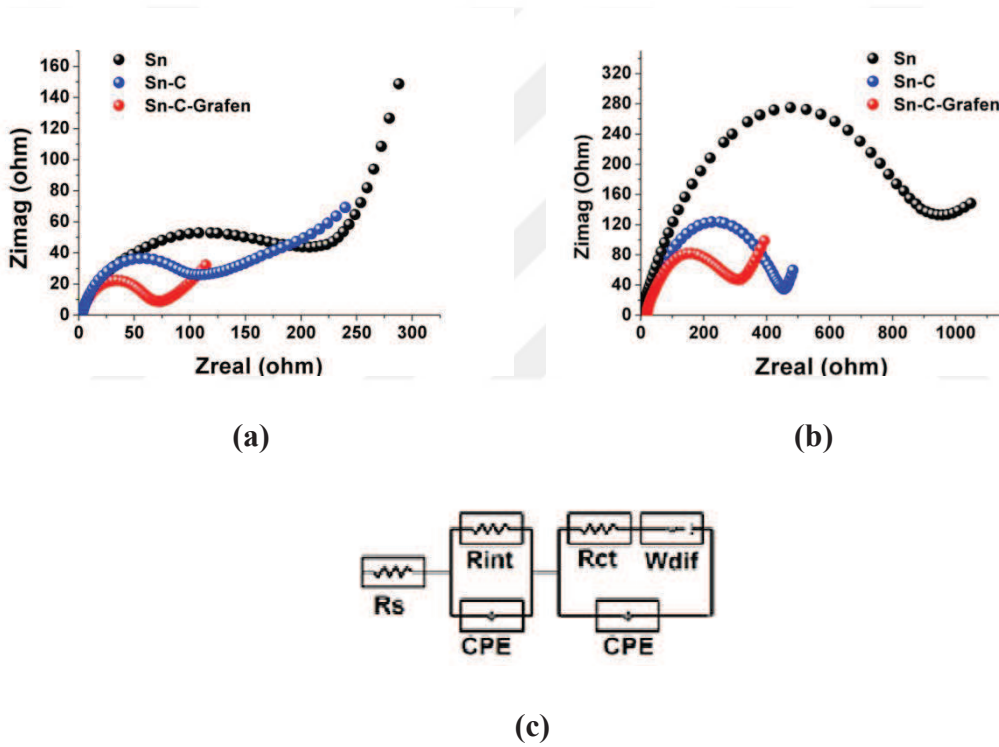 Sn
Sn-C
Sn-C-Grafen
Zimag (ohm)
160
140
120
100
80
60
40
20
0
0 50 100 150 200 250 300
Zreal (ohm)
(a)
Sn
Sn-C
Sn-C-Grafen
Zimag (Ohm)
320
280
240
200
160
120
80
40
0
0 200 400 600 800 1000
Zreal (ohm)
(b)
Rs
Rint
CPE
Rct Wdif
CPE
(c)